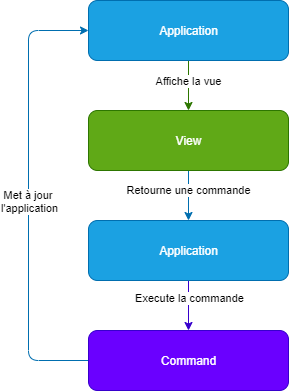 Application
Affiche la vue
View
Retourne une commande
Met à jour
l'application
Application
Execute la commande
Command